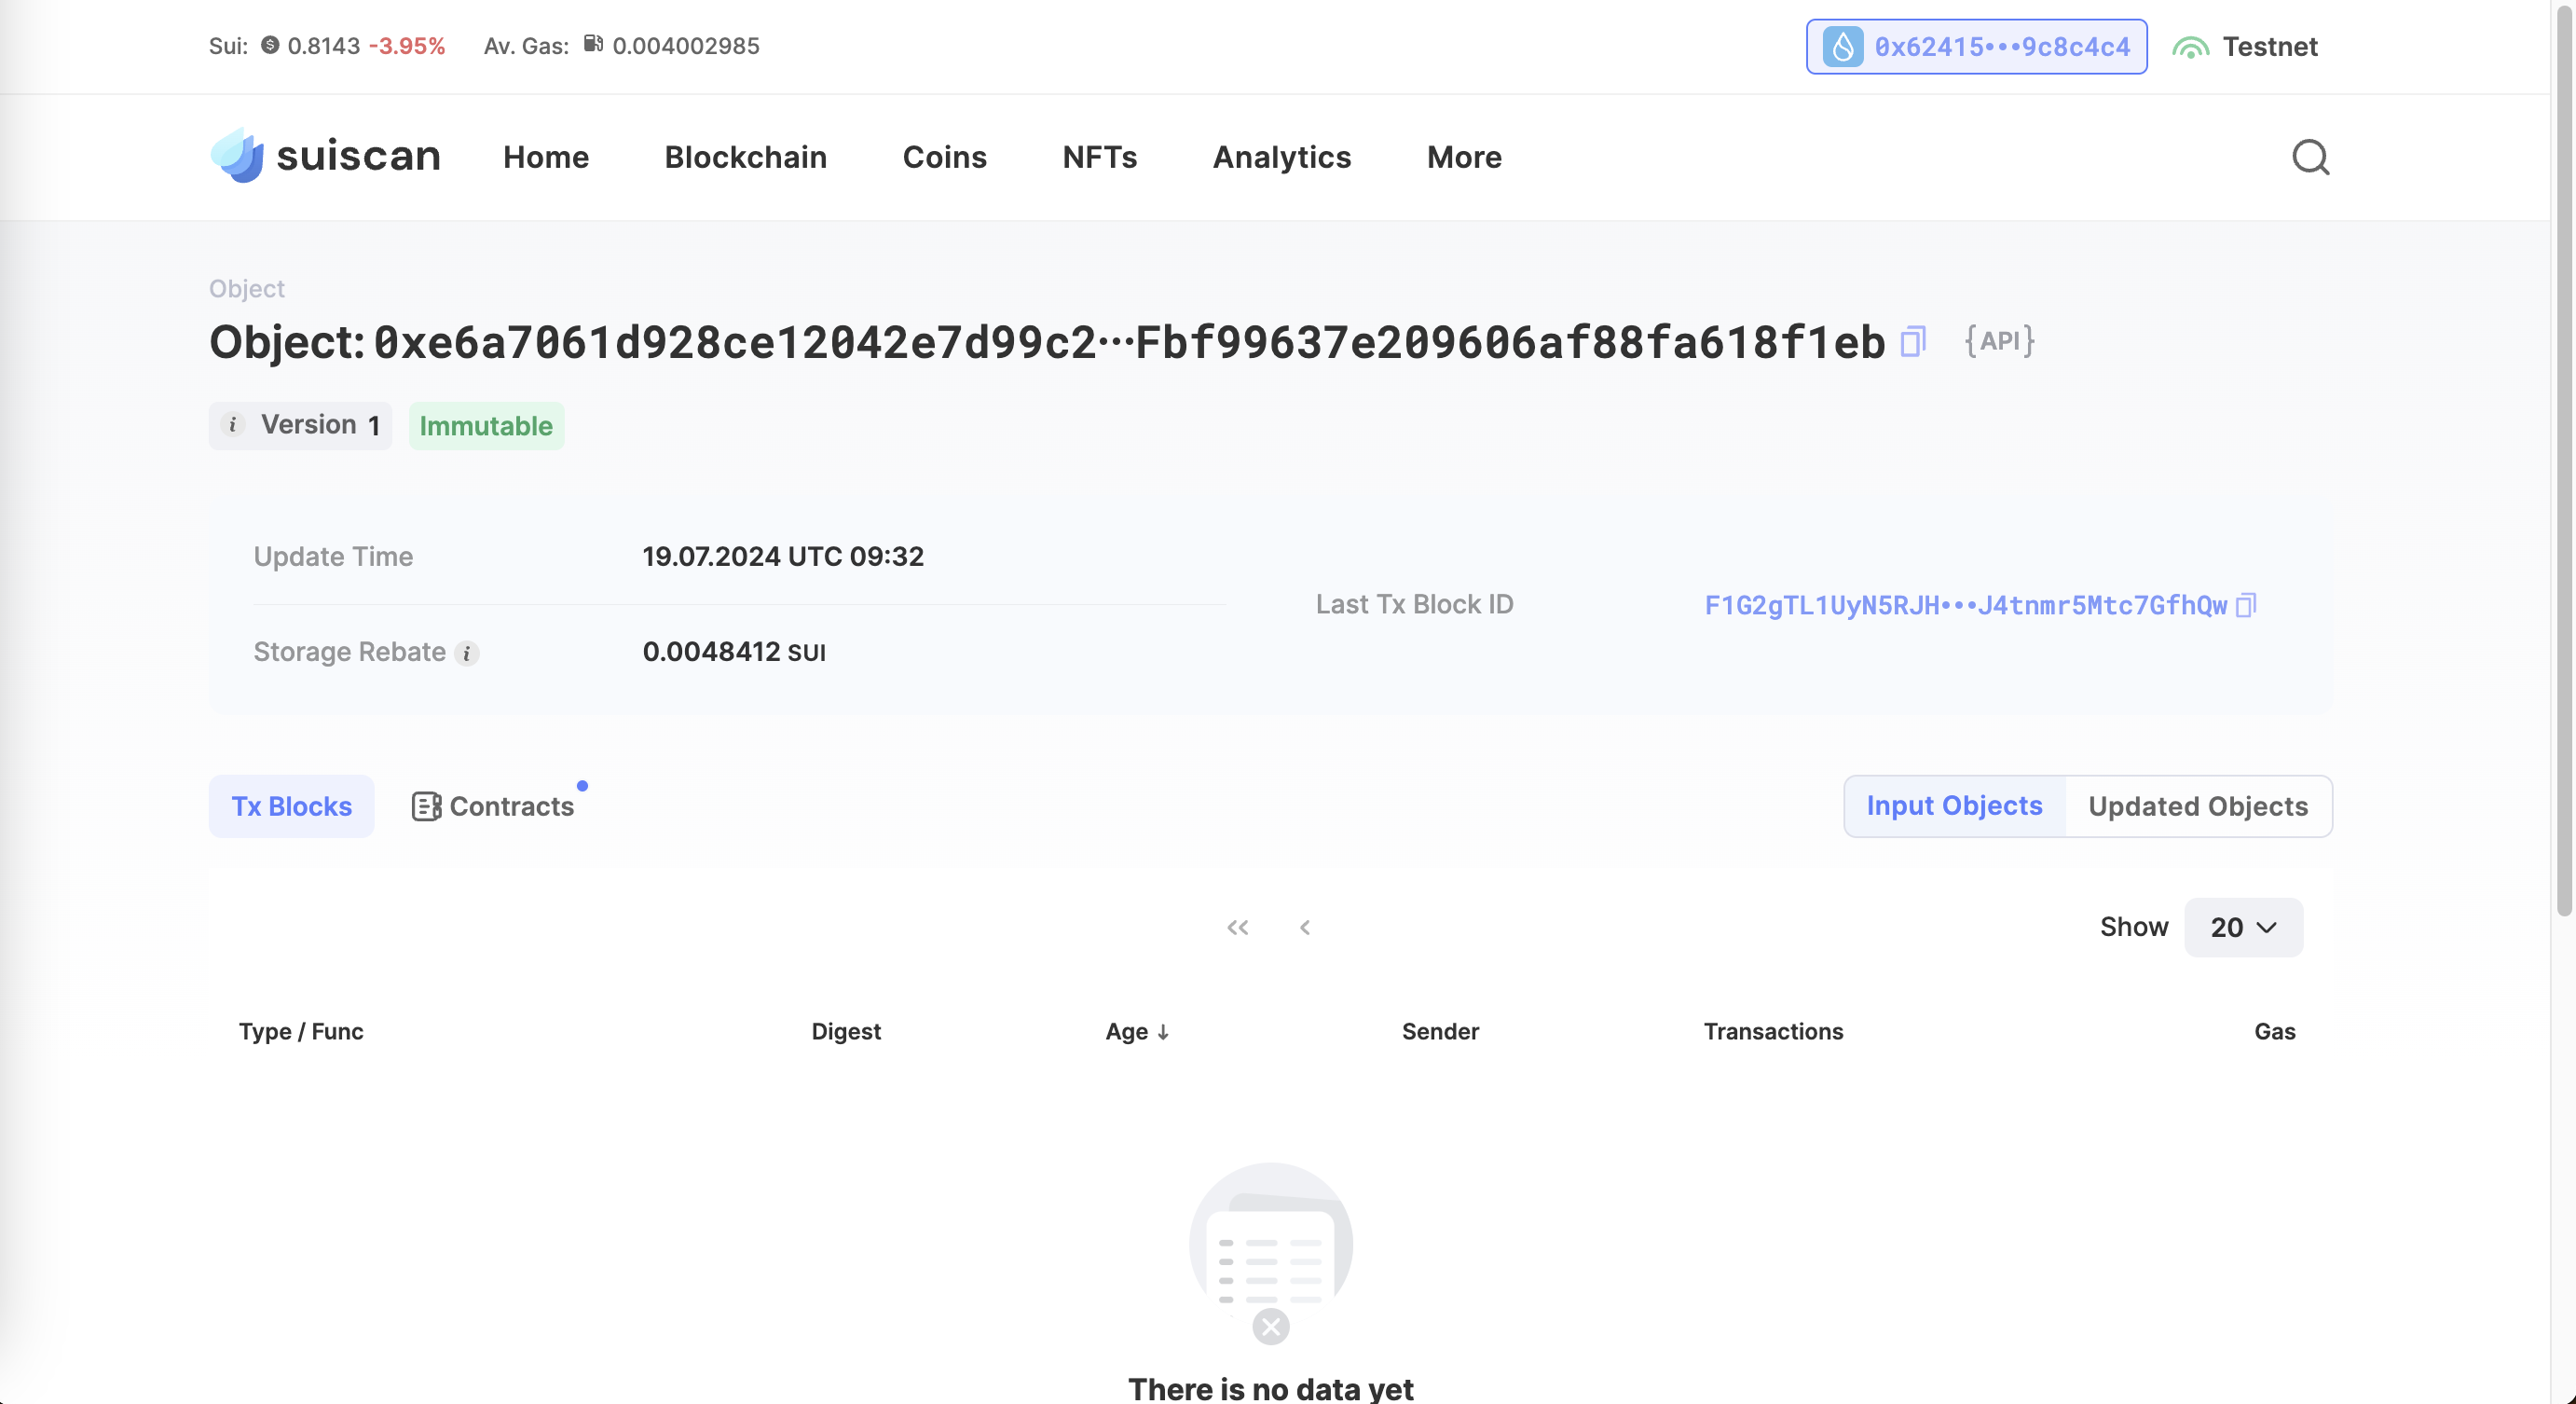 Sui: 0.8143 -3.95% Av. Gas: 0.004002985
0x62415•••9c8c4c4 Testnet
suiscan Home Blockchain Coins NFTs Analytics More
Object
Object: 0xe6a7061d928ce12042e7d99c2···Fbf99637e209606af88fa618f1eb {API}
i Version 1 Immutable
Update Time 19.07.2024 UTC 09:32
Last Tx Block ID F1G2gTL1UyN5RJH•••J4tnmr5Mtc7GfhQw
Storage Rebate i 0.0048412 SUI
Tx Blocks Contracts Input Objects Updated Objects
Show 20
Type / Func Digest Age ↓ Sender Transactions Gas
There is no data yet